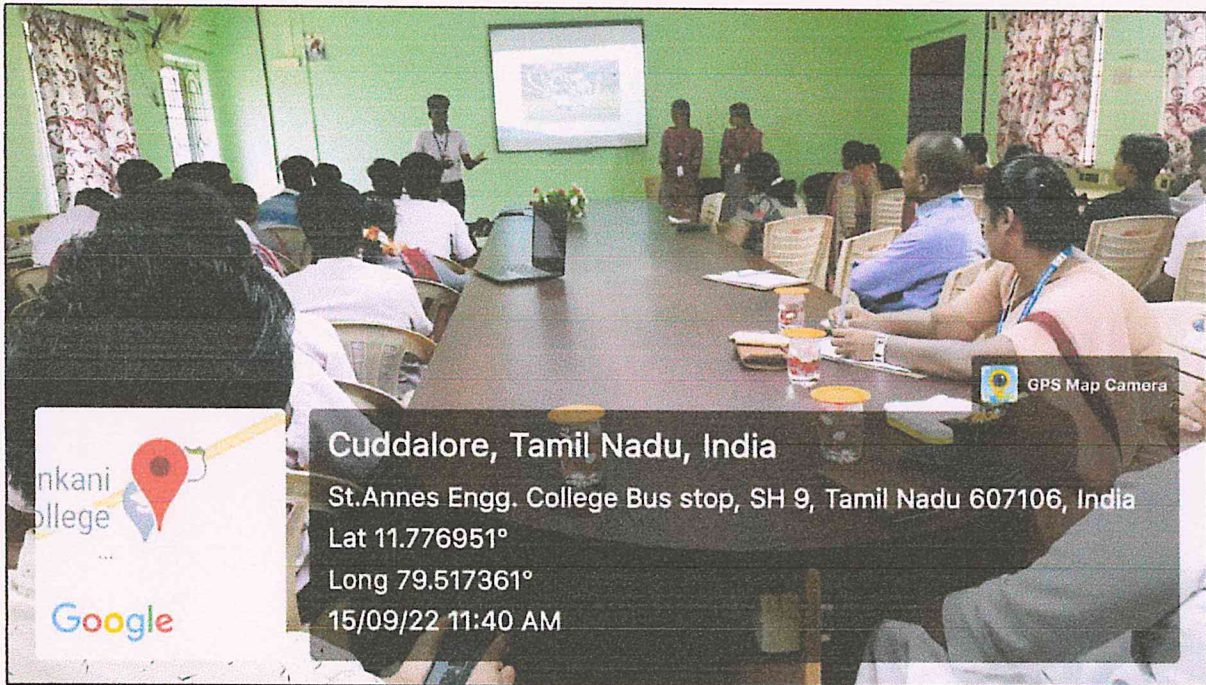 GPS Map Camera
Cuddalore, Tamil Nadu, India
St.Annes Engg. College Bus stop, SH 9, Tamil Nadu 607106, India
Lat 11.776951°
Long 79.517361°
15/09/22 11:40 AM
nkani
ollege
Google